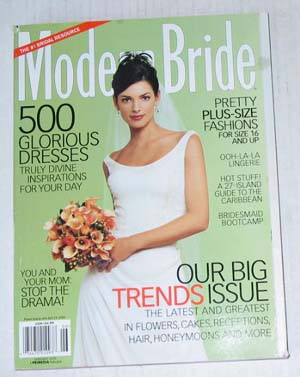 THE #1 BRIDAL RESOURCE
Modern Bride
500
GLORIOUS
DRESSES
TRULY DIVINE
INSPIRATIONS
FOR YOUR DAY
PRETTY
PLUS-SIZE
FASHIONS
FOR SIZE 16
AND UP
OOH-LA-LA
LINGERIE
HOT STUFF!
A 27-ISLAND
GUIDE TO THE
CARIBBEAN
BRIDESMAID
BOOTCAMP
YOU AND
YOUR MOM:
STOP THE
DRAMA!
OUR BIG
TRENDS ISSUE
THE LATEST AND GREATEST
IN FLOWERS, CAKES, RECEPTIONS,
HAIR, HONEYMOONS AND MORE
PRIMEDIA